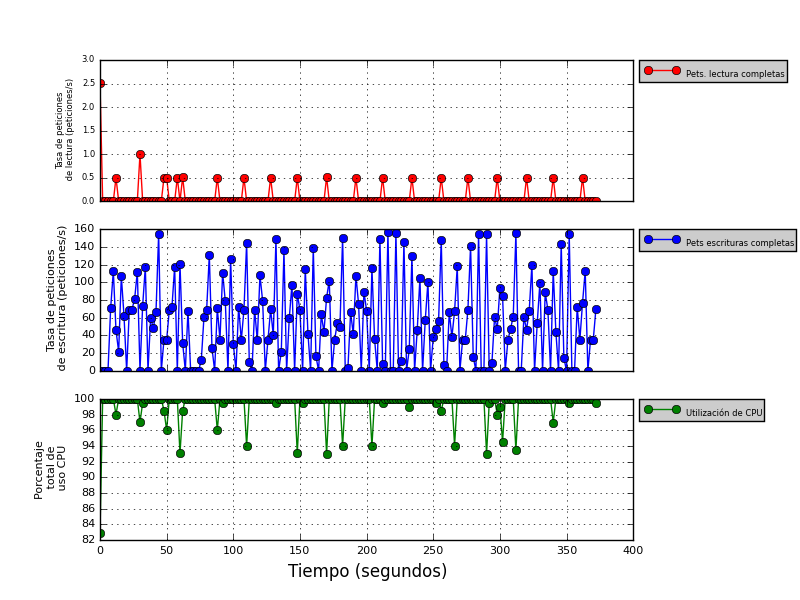 3.0
2.5
2.0
1.5
1.0
0.5
0.0
Tasa de peticiones
de lectura (peticiones/s)
Pets. lectura completas
160
140
120
100
80
60
40
20
0
Tasa de peticiones
de escritura (peticiones/s)
Pets escrituras completas
100
98
96
94
92
90
88
86
84
82
Porcentaje
total de
uso CPU
Utilización de CPU
0 50 100 150 200 250 300 350 400
Tiempo (segundos)